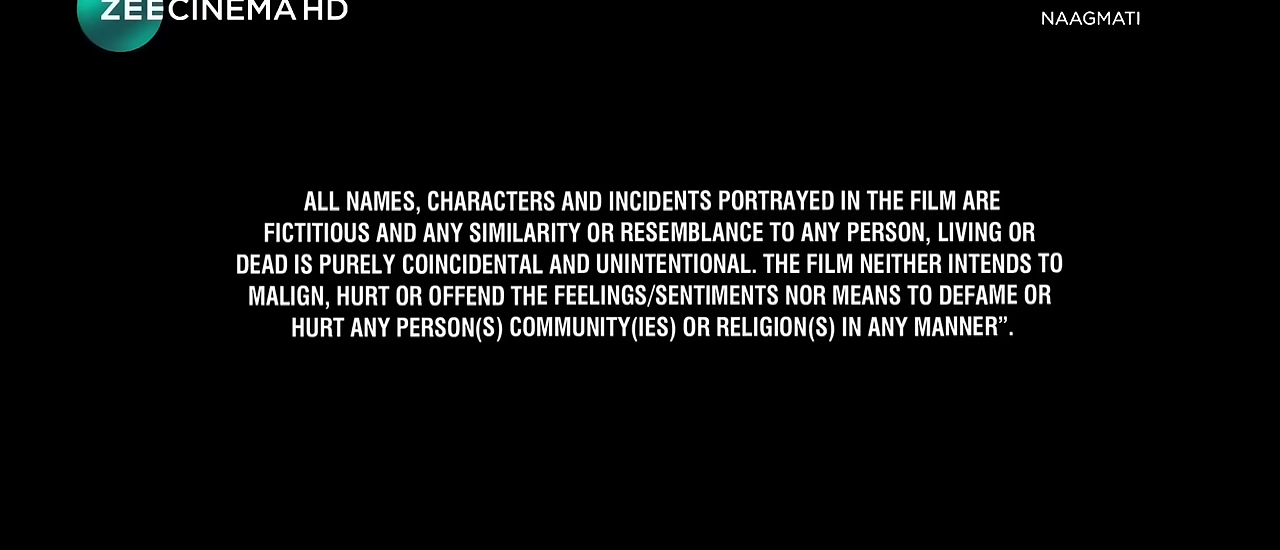 ZEECINEMA HD
NAAGMATI
ALL NAMES, CHARACTERS AND INCIDENTS PORTRAYED IN THE FILM ARE
FICTITIOUS AND ANY SIMILARITY OR RESEMBLANCE TO ANY PERSON, LIVING OR
DEAD IS PURELY COINCIDENTAL AND UNINTENTIONAL. THE FILM NEITHER INTENDS TO
MALIGN, HURT OR OFFEND THE FEELINGS/SENTIMENTS NOR MEANS TO DEFAME OR
HURT ANY PERSON(S) COMMUNITY(IES) OR RELIGION(S) IN ANY MANNER”.